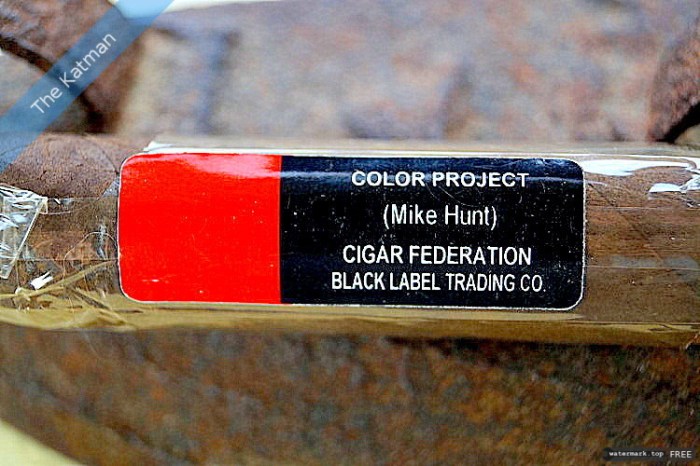 The Katman
COLOR PROJECT
(Mike Hunt)
CIGAR FEDERATION
BLACK LABEL TRADING CO.
watermark.top FREE